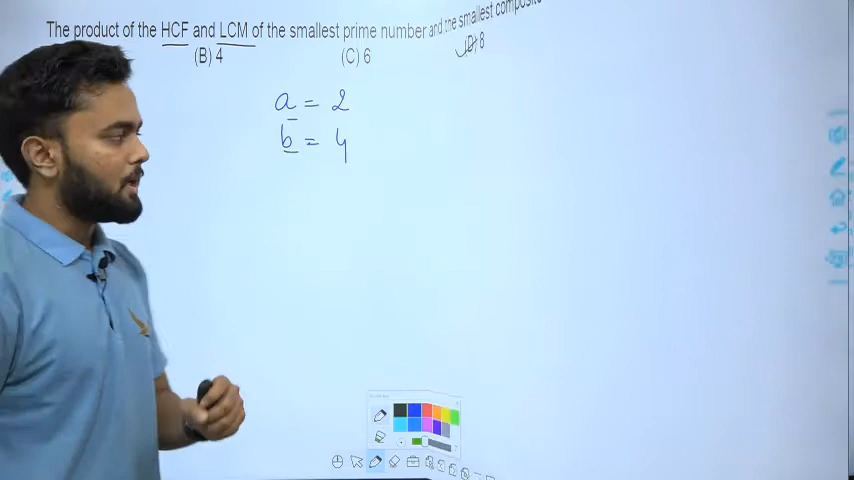 The product of the HCF and LCM of the smallest prime number and the smallest composite
(B) 4 (C) 6 (D) 8
a = 2
b = 4